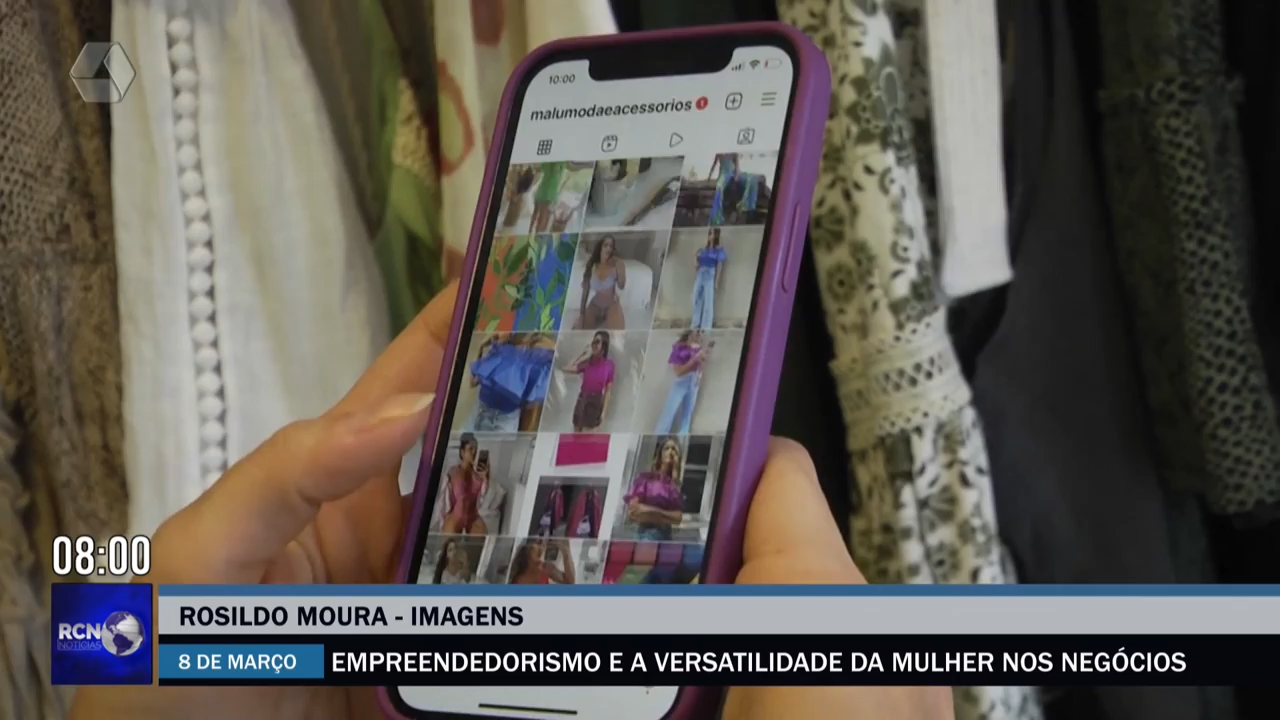 10:00
malumodaeacessorios 1
08:00
RCN
NOTÍCIAS
ROSILDO MOURA - IMAGENS
8 DE MARÇO
EMPREENDEDORISMO E A VERSATILIDADE DA MULHER NOS NEGÓCIOS